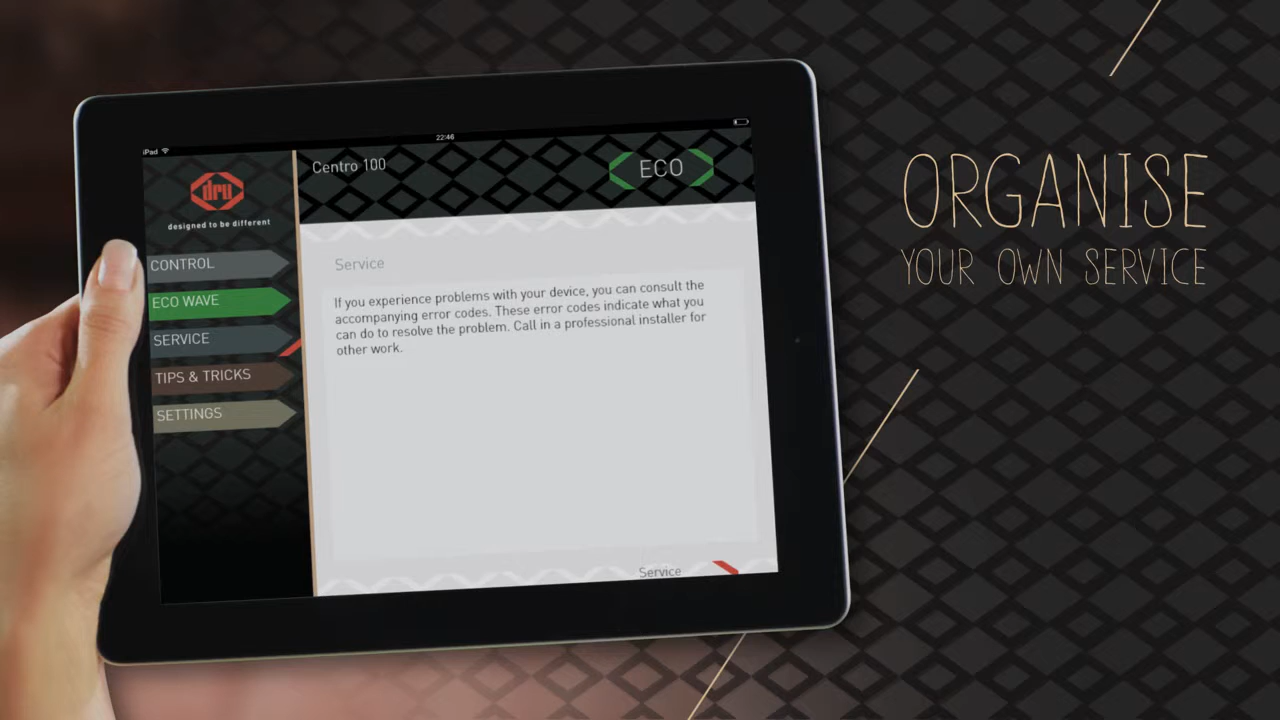 iPad
22:46
dru
designed to be different
Centro 100
ECO
CONTROL
ECO WAVE
SERVICE
TIPS & TRICKS
SETTINGS
Service
If you experience problems with your device, you can consult the
accompanying error codes. These error codes indicate what you
can do to resolve the problem. Call in a professional installer for
other work.
Service
ORGANISE
YOUR OWN SERVICE